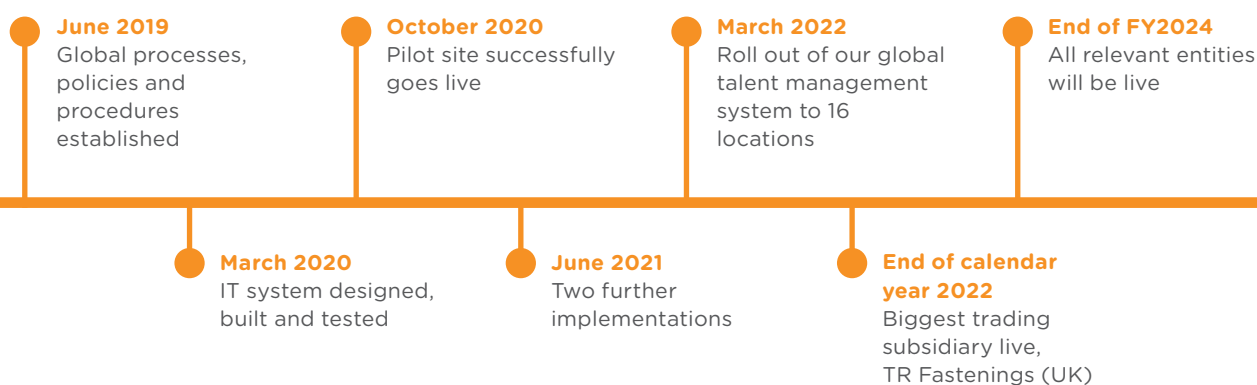 June 2019
Global processes,
policies and
procedures
established
October 2020
Pilot site successfully
goes live
March 2022
Roll out of our global
talent management
system to 16
locations
End of FY2024
All relevant entities
will be live
March 2020
IT system designed,
built and tested
June 2021
Two further
implementations
End of calendar
year 2022
Biggest trading
subsidiary live,
TR Fastenings (UK)